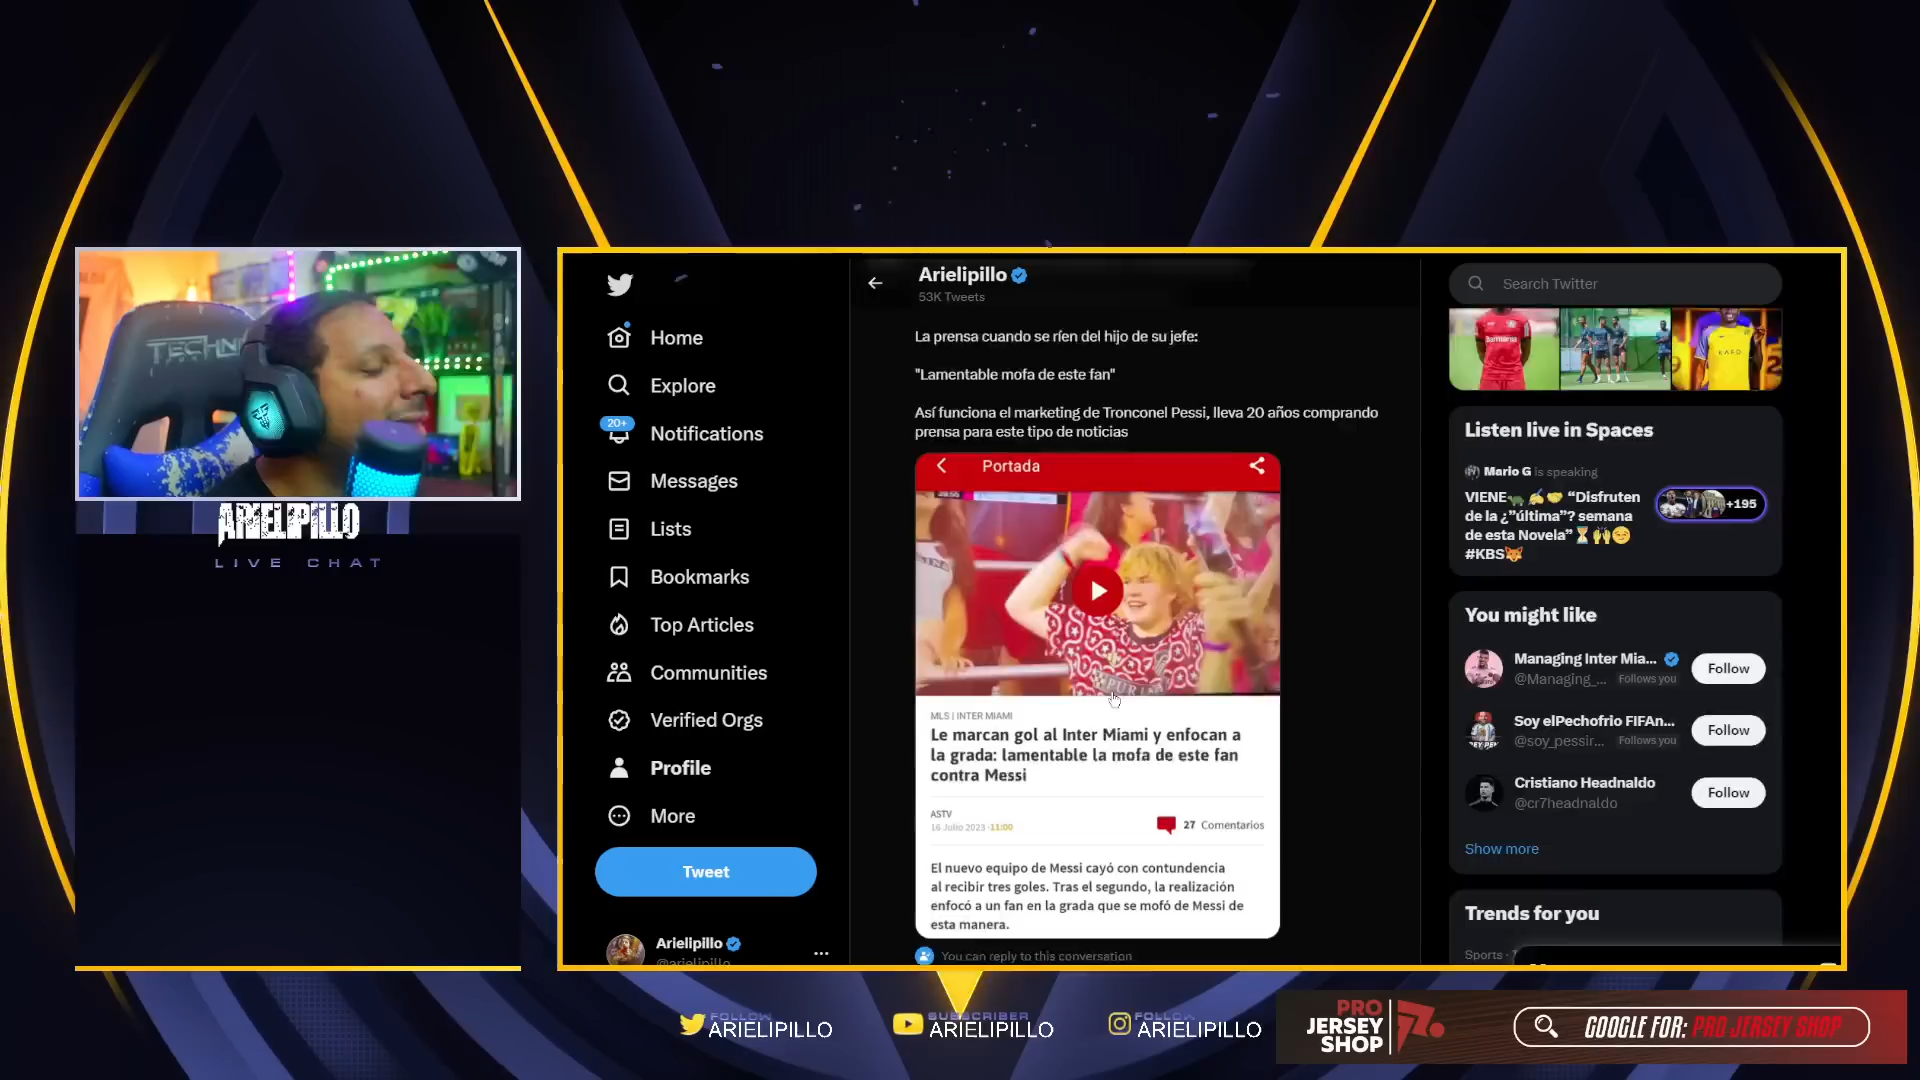 TECHNI
ARIELIPILLO
LIVE CHAT
Home
Explore
20+
Notifications
Messages
Lists
Bookmarks
Top Articles
Communities
Verified Orgs
Profile
More
Tweet
Arielipillo
@arielipillo
Arielipillo
53K Tweets
La prensa cuando se ríen del hijo de su jefe:
"Lamentable mofa de este fan"
Así funciona el marketing de Tronconel Pessi, lleva 20 años comprando
prensa para este tipo de noticias
Portada
PURIM
MLS | INTER MIAMI
Le marcan gol al Inter Miami y enfocan a
la grada: lamentable la mofa de este fan
contra Messi
ASTV
16 Julio 2023 -11:00
27 Comentarios
El nuevo equipo de Messi cayó con contundencia
al recibir tres goles. Tras el segundo, la realización
enfocó a un fan en la grada que se mofó de Messi de
esta manera.
You can reply to this conversation
Search Twitter
Listen live in Spaces
Mario G is speaking
VIENE🐢✍️🤝 “Disfruten
de la ¿”última”? semana
de esta Novela”⏳🙌☺️
#KBS🦊
+195
You might like
Managing Inter Mia...
@Managing_... Follows you
Follow
Soy elPechofrio FIFAn...
@soy_pessir... Follows you
Follow
Cristiano Headnaldo
@cr7headnaldo
Follow
Show more
Trends for you
Sports ·
FOLLOW
ARIELIPILLO
SUBSCRIBER
ARIELIPILLO
FOLLOW
ARIELIPILLO
PRO
JERSEY
SHOP
GOOGLE FOR: PRO JERSEY SHOP